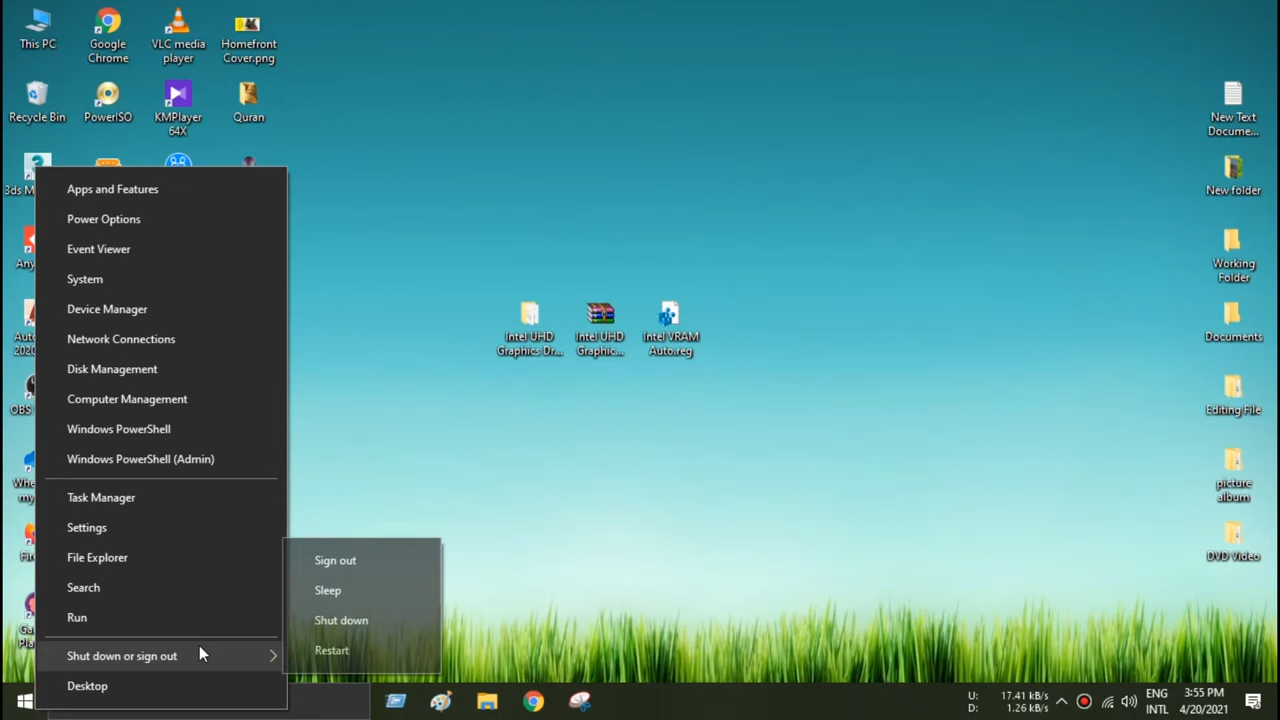 This PC
Google
Chrome
VLC media
player
Homefront
Cover.png
Recycle Bin
PowerISO
KMPlayer
64X
Quran
3ds M
Any
Auto
2020
OBS
Whe
my
Fire
Ga
Pla
Apps and Features
Power Options
Event Viewer
System
Device Manager
Network Connections
Disk Management
Computer Management
Windows PowerShell
Windows PowerShell (Admin)
Task Manager
Settings
File Explorer
Search
Run
Shut down or sign out
Desktop
Sign out
Sleep
Shut down
Restart
Intel UHD
Graphics Dr...
Intel UHD
Graphic...
Intel VRAM
Auto.reg
New Text
Docume...
New folder
Working
Folder
Documents
Editing File
picture
album
DVD Video
U: 17.41 kB/s
D: 1.26 kB/s
ENG
INTL
3:55 PM
4/20/2021